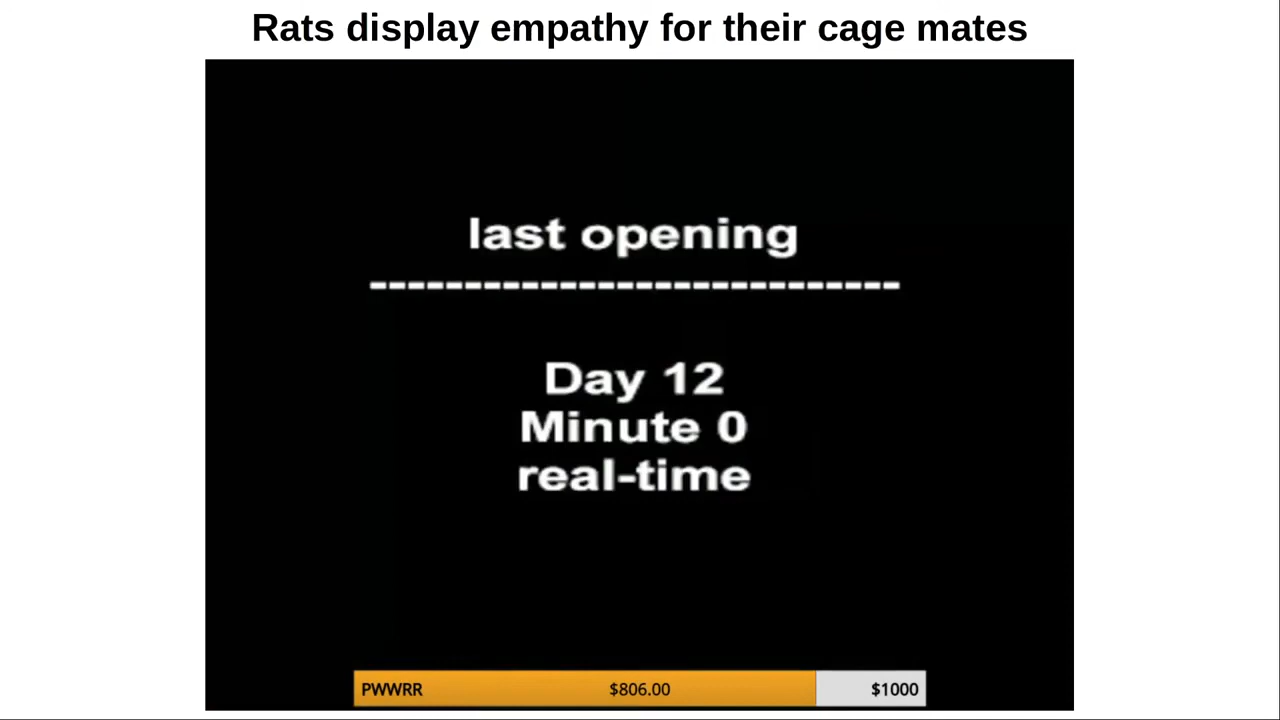 Rats display empathy for their cage mates
last opening
----------------------------
Day 12
Minute 0
real-time
PWWRR $806.00 $1000